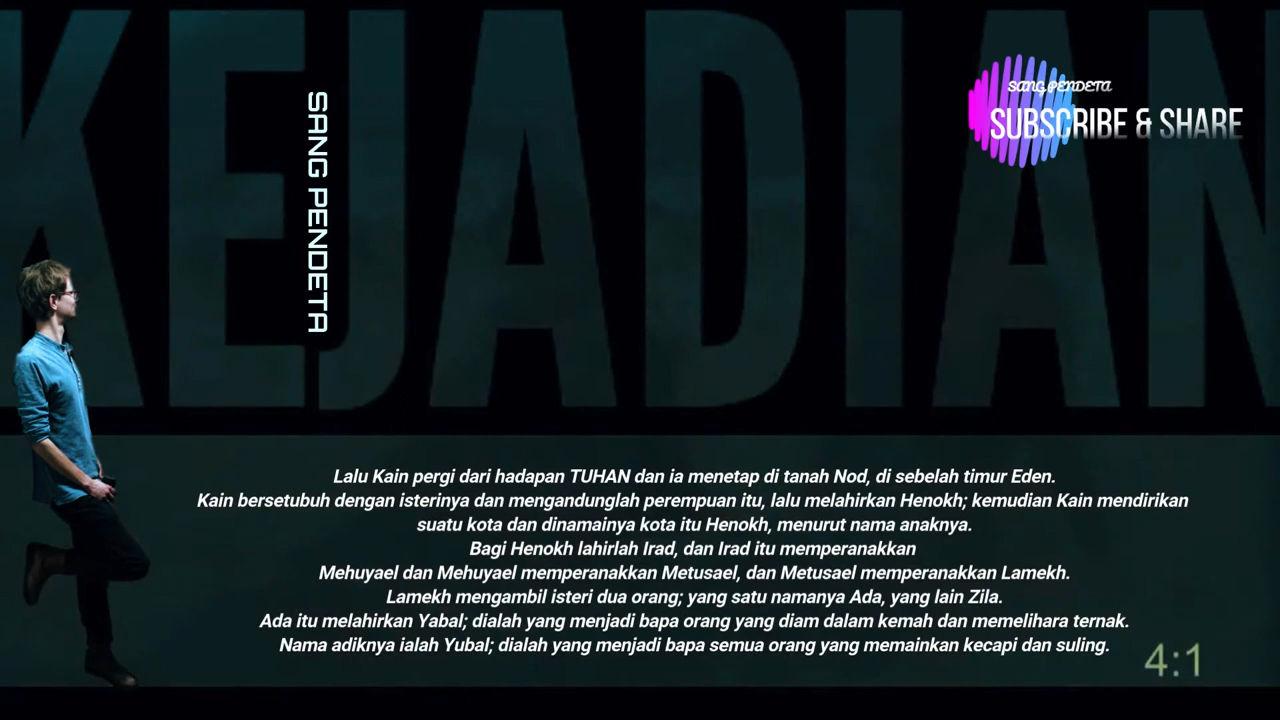 KEJADIAN
SANG PENDETA
SANG PENDETA
SUBSCRIBE & SHARE
Lalu Kain pergi dari hadapan TUHAN dan ia menetap di tanah Nod, di sebelah timur Eden.
Kain bersetubuh dengan isterinya dan mengandunglah perempuan itu, lalu melahirkan Henokh; kemudian Kain mendirikan
suatu kota dan dinamainya kota itu Henokh, menurut nama anaknya.
Bagi Henokh lahirlah Irad, dan Irad itu memperanakkan
Mehuyael dan Mehuyael memperanakkan Metusael, dan Metusael memperanakkan Lamekh.
Lamekh mengambil isteri dua orang; yang satu namanya Ada, yang lain Zila.
Ada itu melahirkan Yabal; dialah yang menjadi bapa orang yang diam dalam kemah dan memelihara ternak.
Nama adiknya ialah Yubal; dialah yang menjadi bapa semua orang yang memainkan kecapi dan suling.
4:1